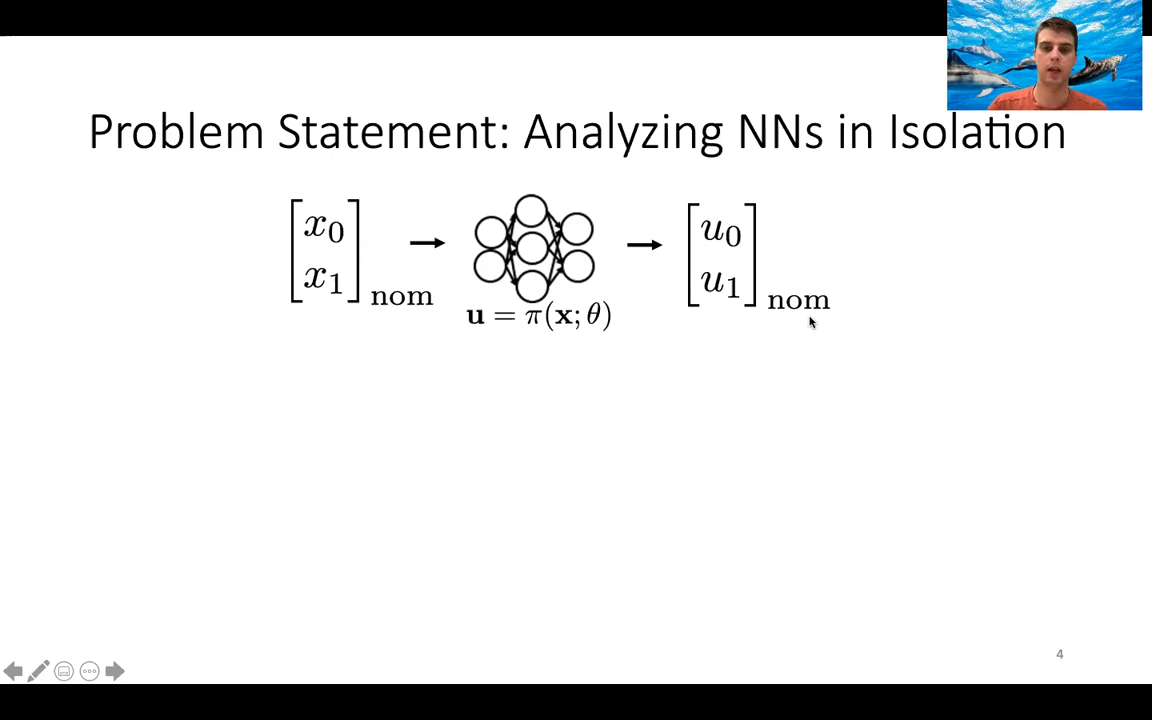 Problem Statement: Analyzing NNs in Isolation
[x₀ x₁]nom → → [u₀ u₁]nom
u = π(x; θ)
4